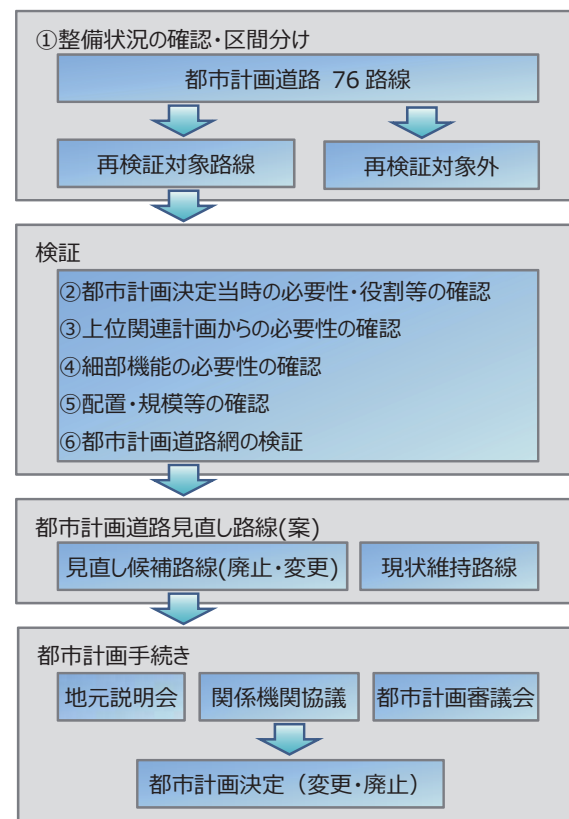 ①整備状況の確認・区間分け
都市計画道路 76 路線
再検証対象路線
再検証対象外
検証
②都市計画決定当時の必要性・役割等の確認
③上位関連計画からの必要性の確認
④細部機能の必要性の確認
⑤配置・規模等の確認
⑥都市計画道路網の検証
都市計画道路見直し路線(案)
見直し候補路線(廃止・変更)
現状維持路線
都市計画手続き
地元説明会
関係機関協議
都市計画審議会
都市計画決定（変更・廃止）